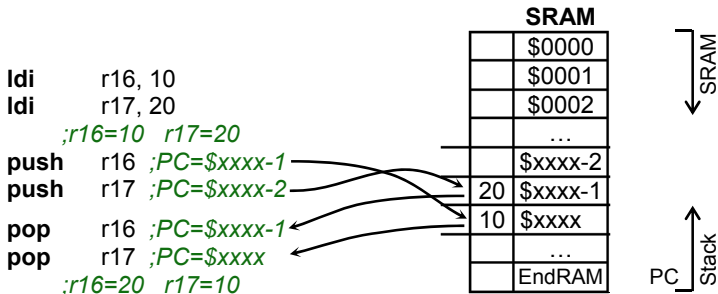 SRAM
$0000
ldi r16, 10
$0001
ldi r17, 20
$0002
;r16=10 r17=20
…
push r16 ;PC=$xxxx-1
$xxxx-2
push r17 ;PC=$xxxx-2
20 $xxxx-1
pop r16 ;PC=$xxxx-1
10 $xxxx
pop r17 ;PC=$xxxx
…
;r16=20 r17=10
EndRAM
PC
SRAM
Stack